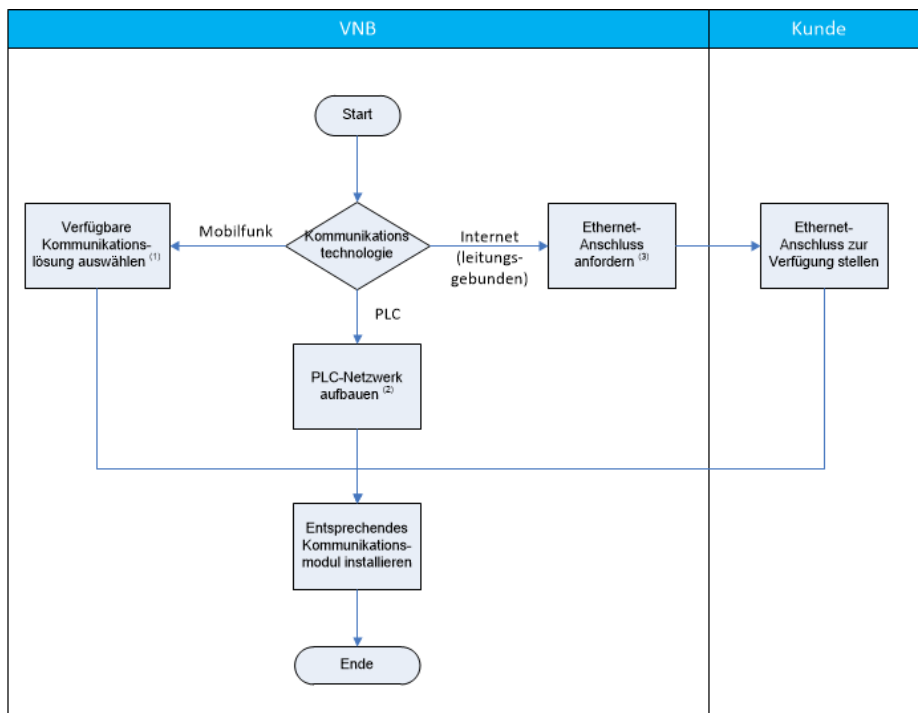 VNB
Kunde
Start
Verfügbare
Kommunikations-
lösung auswählen (1)
Mobilfunk
Kommunikations
technologie
Internet
(leitungs-
gebunden)
Ethernet-
Anschluss
anfordern (3)
Ethernet-
Anschluss zur
Verfügung stellen
PLC
PLC-Netzwerk
aufbauen (2)
Entsprechendes
Kommunikations-
modul installieren
Ende